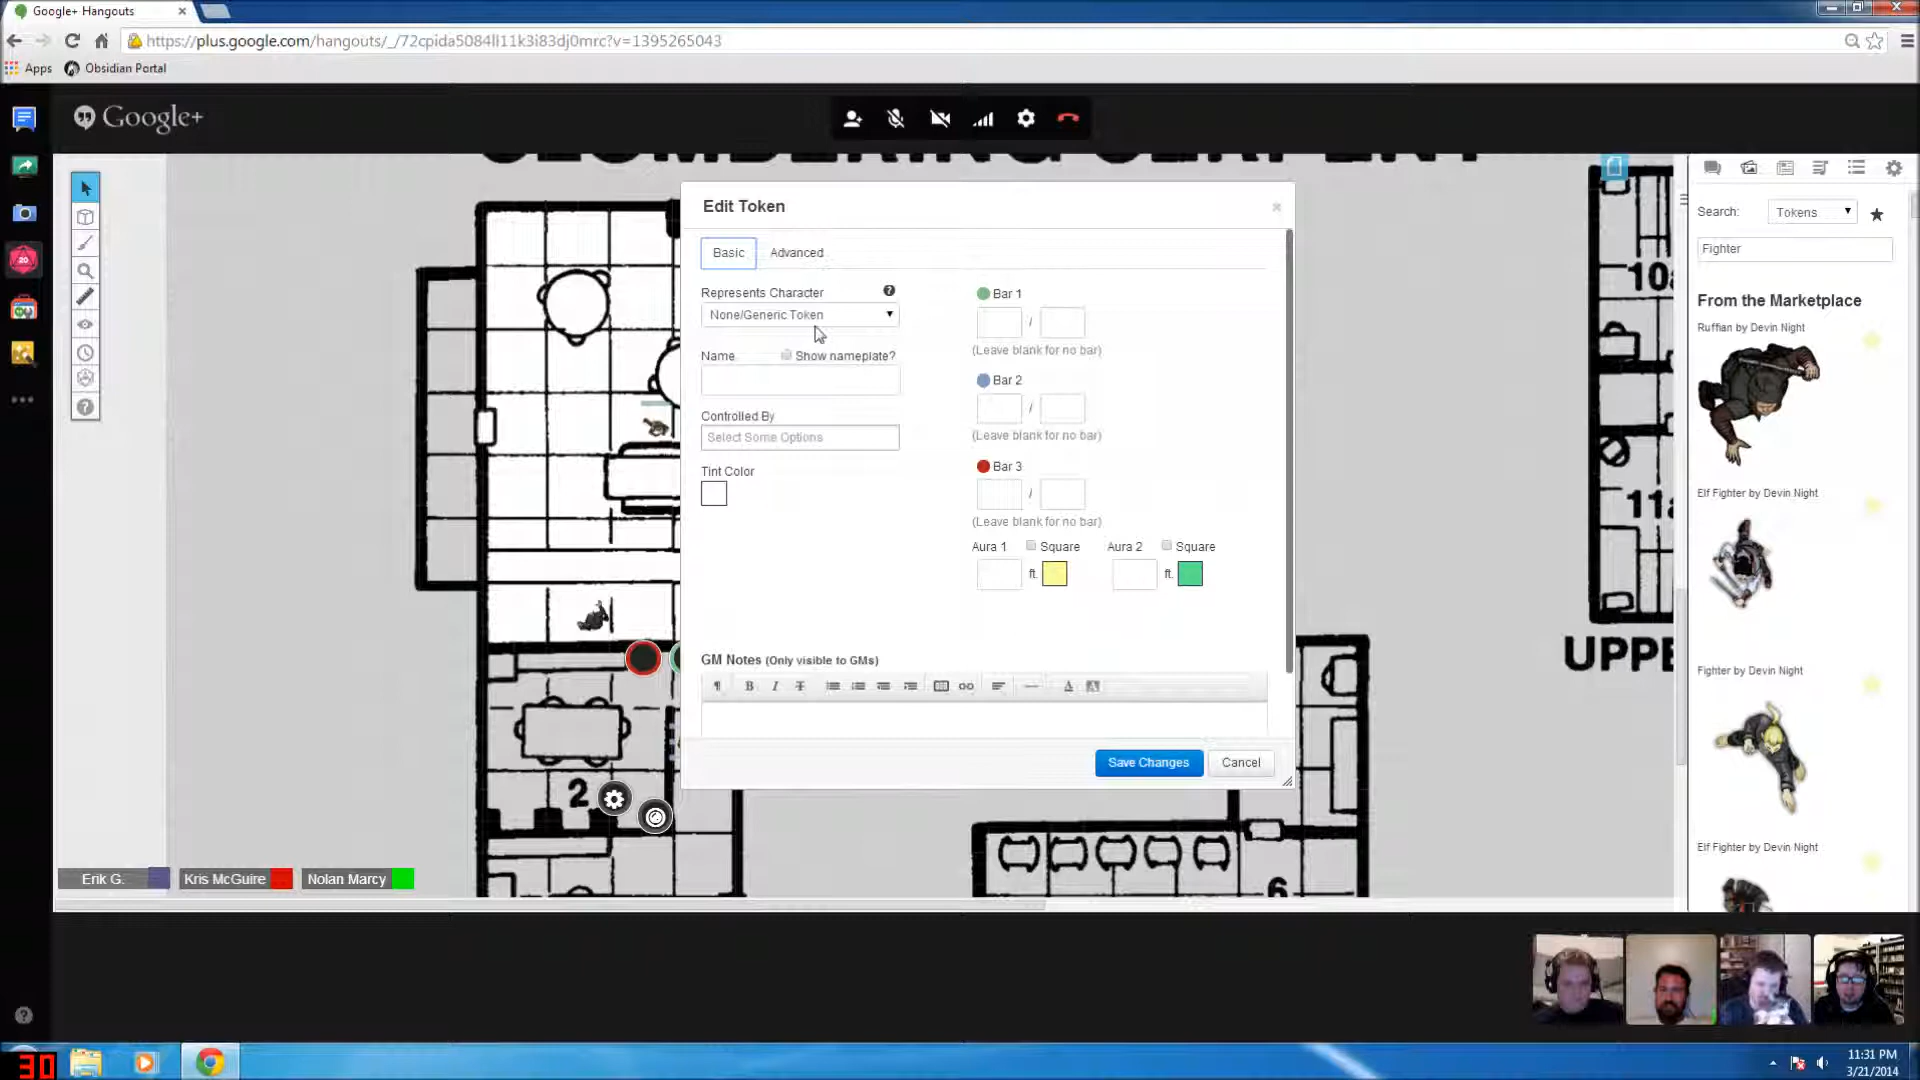 Google+ Hangouts
https://plus.google.com/hangouts/_/72cpida5084ll11k3i83dj0mrc?v=1395265043
Apps
Obsidian Portal
Google+
SLUMBERING SERPENT
Edit Token
Basic
Advanced
Represents Character
None/Generic Token
Name
Show nameplate?
Controlled By
Select Some Options
Tint Color
Bar 1
/
(Leave blank for no bar)
Bar 2
/
(Leave blank for no bar)
Bar 3
/
(Leave blank for no bar)
Aura 1
Square
Aura 2
Square
ft.
ft.
GM Notes (Only visible to GMs)
Save Changes
Cancel
Search:
Tokens
Fighter
From the Marketplace
Ruffian by Devin Night
Elf Fighter by Devin Night
Fighter by Devin Night
Elf Fighter by Devin Night
10a
11a
UPPE
2
6
20
Erik G.
Kris McGuire
Nolan Marcy
30
11:31 PM
3/21/2014